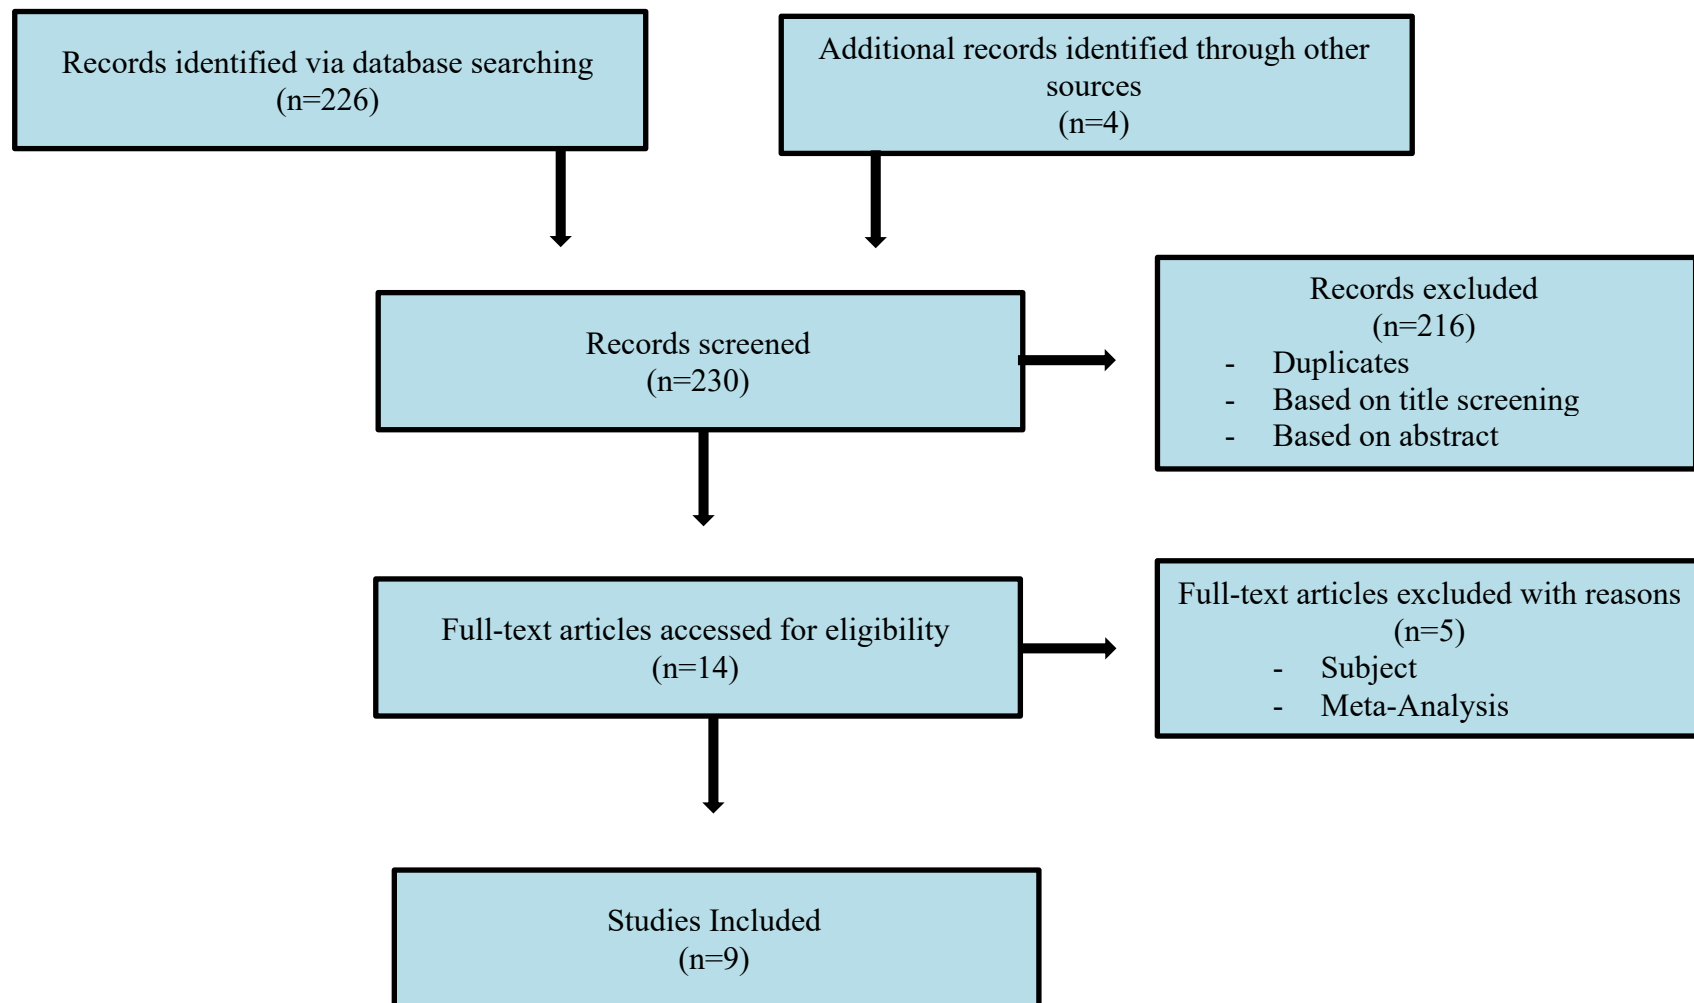 Records identified via database searching
(n=226)
Additional records identified through other
sources
(n=4)
Records screened
(n=230)
Records excluded
(n=216)
- Duplicates
- Based on title screening
- Based on abstract
Full-text articles accessed for eligibility
(n=14)
Full-text articles excluded with reasons
(n=5)
- Subject
- Meta-Analysis
Studies Included
(n=9)